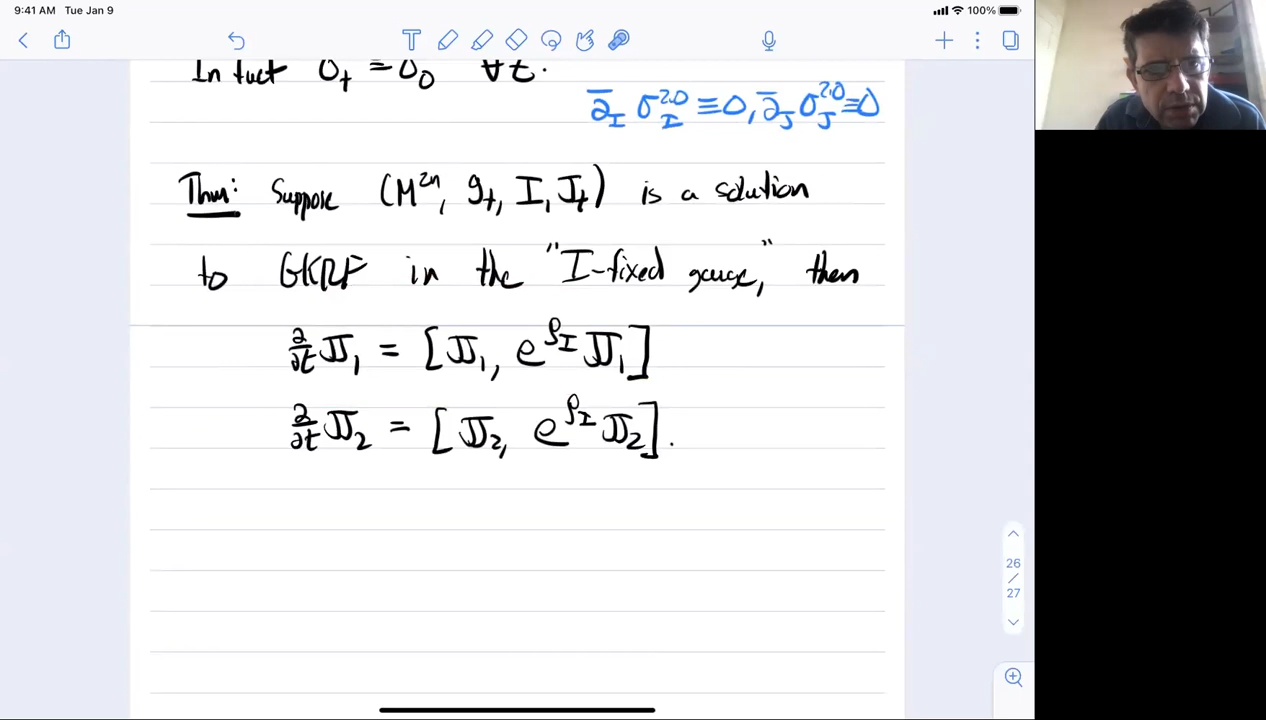 9:41 AM Tue Jan 9
100%
In fact σ_t ≡ σ_0 ∀t.
∂̄_I σ_I^{2,0} ≡ 0, ∂̄_J σ_J^{2,0} ≡ 0
Thm: Suppose (M^{2n}, g_t, I, J_t) is a solution
to GKRF in the "I-fixed gauge," then
∂/∂t 𝕁_1 = [𝕁_1, e^{ρ_I} 𝕁_1]
∂/∂t 𝕁_2 = [𝕁_2, e^{ρ_I} 𝕁_2].
26
/
27